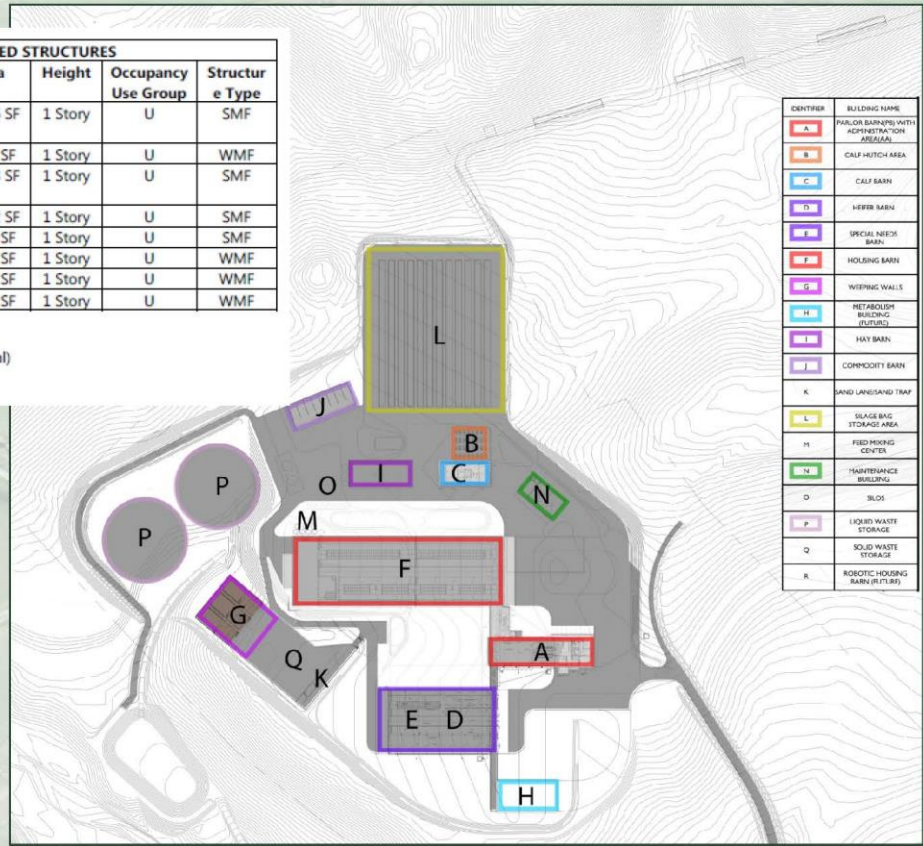 ED STRUCTURES
a Height Occupancy Use Group Structur e Type
SF 1 Story U SMF
SF 1 Story U WMF
SF 1 Story U SMF
SF 1 Story U SMF
SF 1 Story U SMF
SF 1 Story U WMF
SF 1 Story U WMF
SF 1 Story U WMF
al)
L
J
B
I
C
O
N
P
P
M
F
G
Q
K
A
E D
H
IDENTIFIER BUILDING NAME
A PARLOR BARN(PB) WITH ADMINISTRATION AREA(AA)
B CALF HUTCH AREA
C CALF BARN
D HEIFER BARN
E SPECIAL NEEDS BARN
F HOUSING BARN
G WEEPING WALLS
H METABOLISM BUILDING (FUTURE)
I HAY BARN
J COMMODITY BARN
K SAND LANE/SAND TRAP
L SILAGE BAG STORAGE AREA
M FEED MIXING CENTER
N MAINTENANCE BUILDING
O SILOS
P LIQUID WASTE STORAGE
Q SOLID WASTE STORAGE
R ROBOTIC HOUSING BARN (FUTURE)